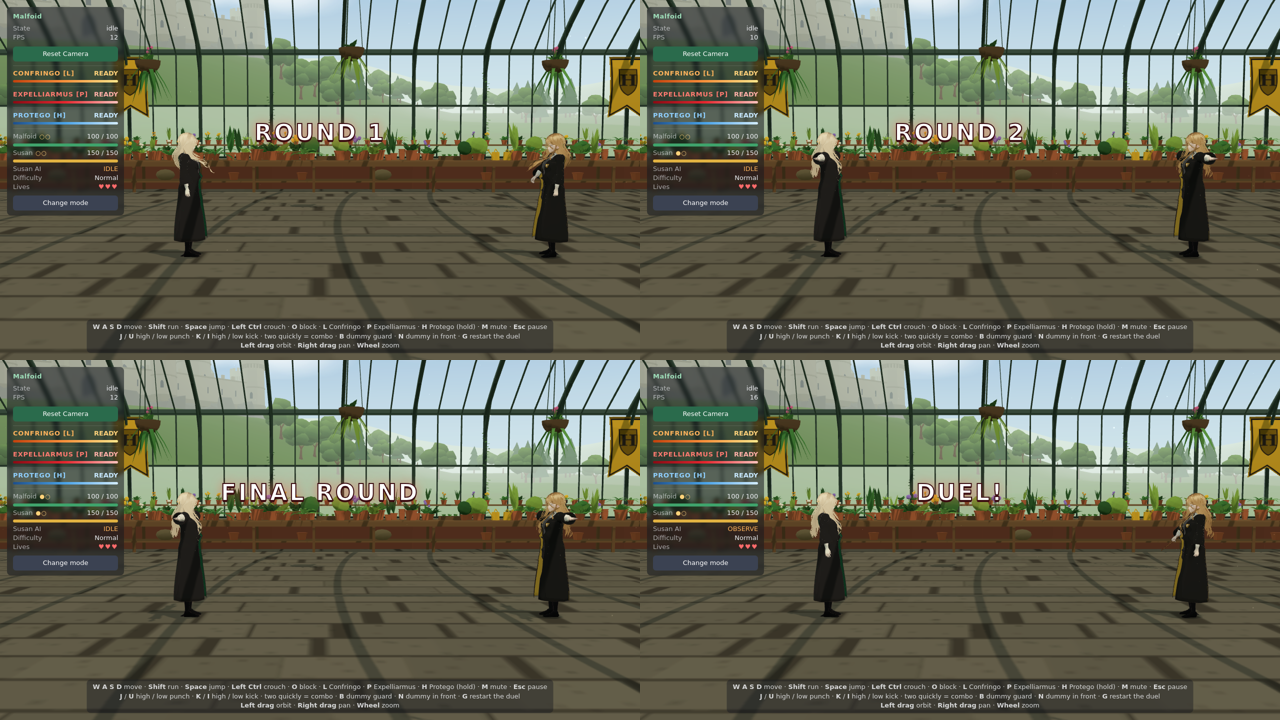 Malfoid
State idle
FPS 12
Reset Camera
CONFRINGO [L] READY
EXPELLIARMUS [P] READY
PROTEGO [H] READY
Malfoid 100 / 100
Susan 150 / 150
Susan AI IDLE
Difficulty Normal
Lives ♥♥♥
Change mode
H
H
ROUND 1
W A S D move · Shift run · Space jump · Left Ctrl crouch · O block · L Confringo · P Expelliarmus · H Protego (hold) · M mute · Esc pause
J / U high / low punch · K / I high / low kick · two quickly = combo · B dummy guard · N dummy in front · G restart the duel
Left drag orbit · Right drag pan · Wheel zoom
Malfoid
State idle
FPS 10
Reset Camera
CONFRINGO [L] READY
EXPELLIARMUS [P] READY
PROTEGO [H] READY
Malfoid 100 / 100
Susan 150 / 150
Susan AI IDLE
Difficulty Normal
Lives ♥♥♥
Change mode
H
H
ROUND 2
W A S D move · Shift run · Space jump · Left Ctrl crouch · O block · L Confringo · P Expelliarmus · H Protego (hold) · M mute · Esc pause
J / U high / low punch · K / I high / low kick · two quickly = combo · B dummy guard · N dummy in front · G restart the duel
Left drag orbit · Right drag pan · Wheel zoom
Malfoid
State idle
FPS 12
Reset Camera
CONFRINGO [L] READY
EXPELLIARMUS [P] READY
PROTEGO [H] READY
Malfoid 100 / 100
Susan 150 / 150
Susan AI IDLE
Difficulty Normal
Lives ♥♥♥
Change mode
H
H
FINAL ROUND
W A S D move · Shift run · Space jump · Left Ctrl crouch · O block · L Confringo · P Expelliarmus · H Protego (hold) · M mute · Esc pause
J / U high / low punch · K / I high / low kick · two quickly = combo · B dummy guard · N dummy in front · G restart the duel
Left drag orbit · Right drag pan · Wheel zoom
Malfoid
State idle
FPS 16
Reset Camera
CONFRINGO [L] READY
EXPELLIARMUS [P] READY
PROTEGO [H] READY
Malfoid 100 / 100
Susan 150 / 150
Susan AI OBSERVE
Difficulty Normal
Lives ♥♥♥
Change mode
H
H
DUEL!
W A S D move · Shift run · Space jump · Left Ctrl crouch · O block · L Confringo · P Expelliarmus · H Protego (hold) · M mute · Esc pause
J / U high / low punch · K / I high / low kick · two quickly = combo · B dummy guard · N dummy in front · G restart the duel
Left drag orbit · Right drag pan · Wheel zoom